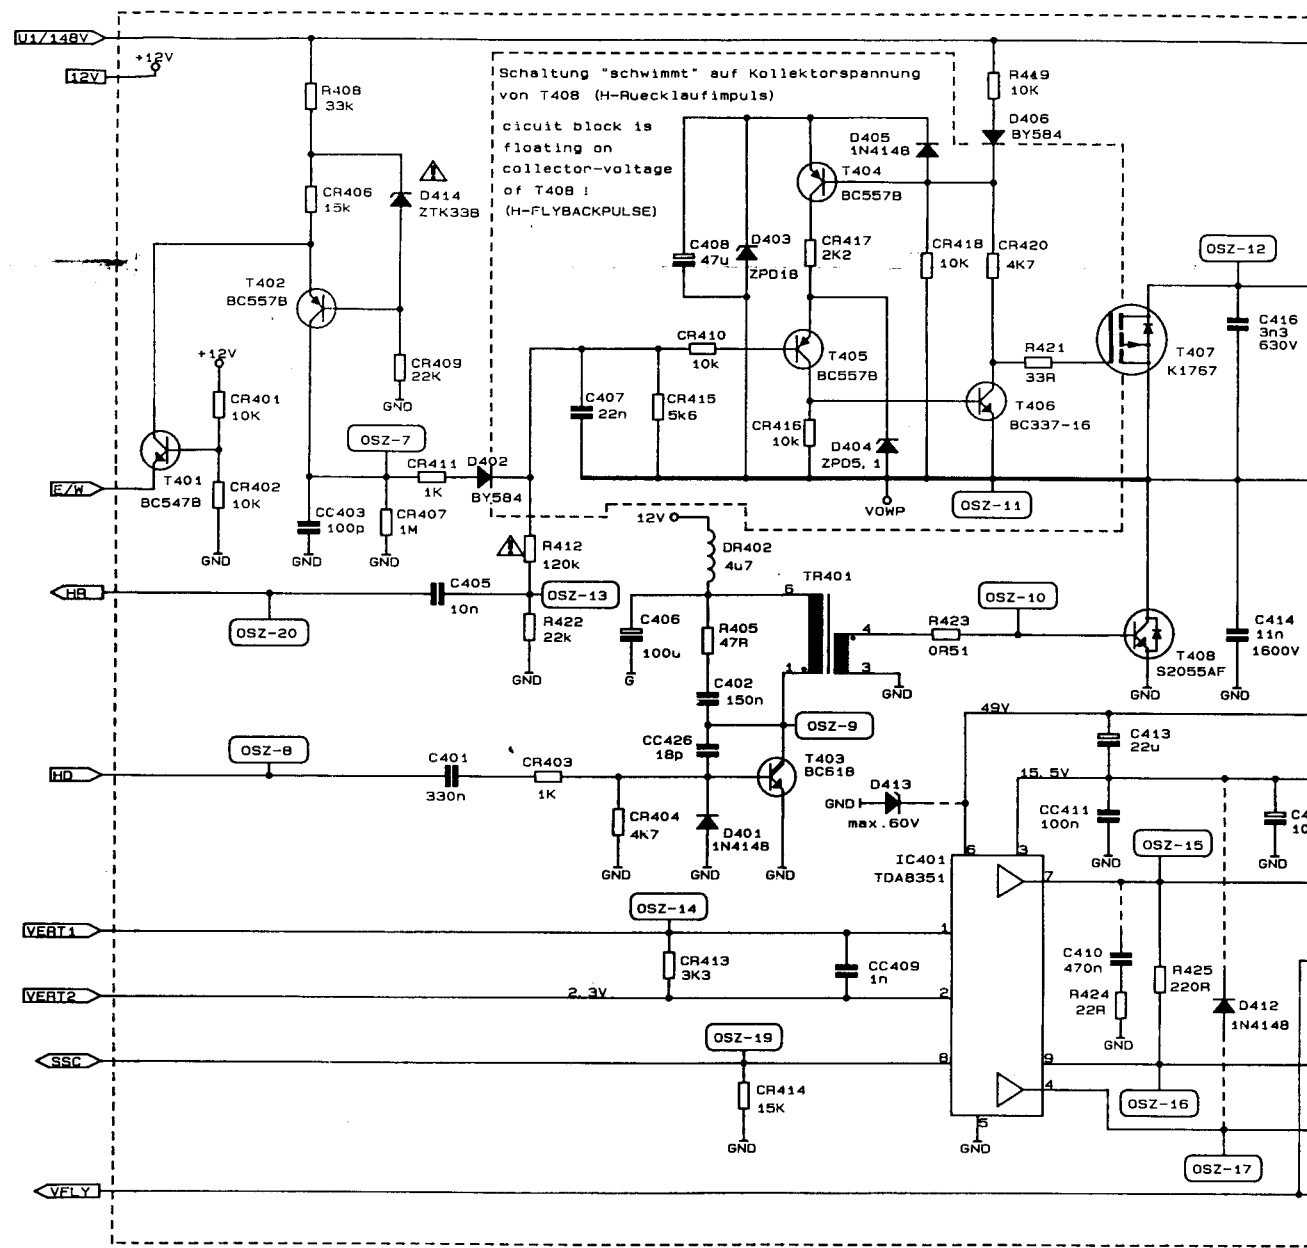 U1/148V
+12V
12V
R408
33K
Schaltung "schwimmt" auf Kollektorspannung
von T408 (H-Ruecklaufimpuls)
cicuit block is
floating on
collector-voltage
of T408 !
(H-FLYBACKPULSE)
R419
10K
D406
BY584
D405
1N4148
T404
BC557B
CR406
15k
D414
ZTK33B
C408
47u
D403
ZPD18
CR417
2K2
CR418
10K
CR420
4K7
OSZ-12
T402
BC557B
C416
3n3
630V
+12V
CR409
22K
GND
CR410
10k
T405
BC557B
R421
33R
T407
K1767
CR401
10K
C407
22n
CR415
5k6
CR416
10k
T406
BC337-16
OSZ-7
D404
ZPD5,1
CR411
1K
D402
BY584
E/W
T401
BC547B
CR402
10K
CC403
100p
CR407
1M
VOWP
OSZ-11
GND
GND
GND
12V
R412
120k
DR402
4u7
TR401
HR
C405
10n
OSZ-13
6
OSZ-10
OSZ-20
R422
22k
C406
100u
R405
47R
4
R423
0R51
C414
11n
1600V
T408
S2055AF
GND
G
1
3
GND
GND
GND
C402
150n
49V
OSZ-9
OSZ-8
CC426
18p
T403
BC618
C413
22u
HD
C401
330n
CR403
1K
D413
15.5V
GND
max.60V
CC411
100n
CR404
4K7
D401
1N4148
C4
10
GND
GND
GND
6
3
GND
GND
IC401
TDA8351
OSZ-15
7
OSZ-14
VERT1
1
CR413
3K3
CC409
1n
C410
470n
R425
220R
VERT2
2.3V
2
R424
22R
D412
1N4148
GND
OSZ-19
SSC
8
9
CR414
15K
4
OSZ-16
5
GND
GND
OSZ-17
VFLY